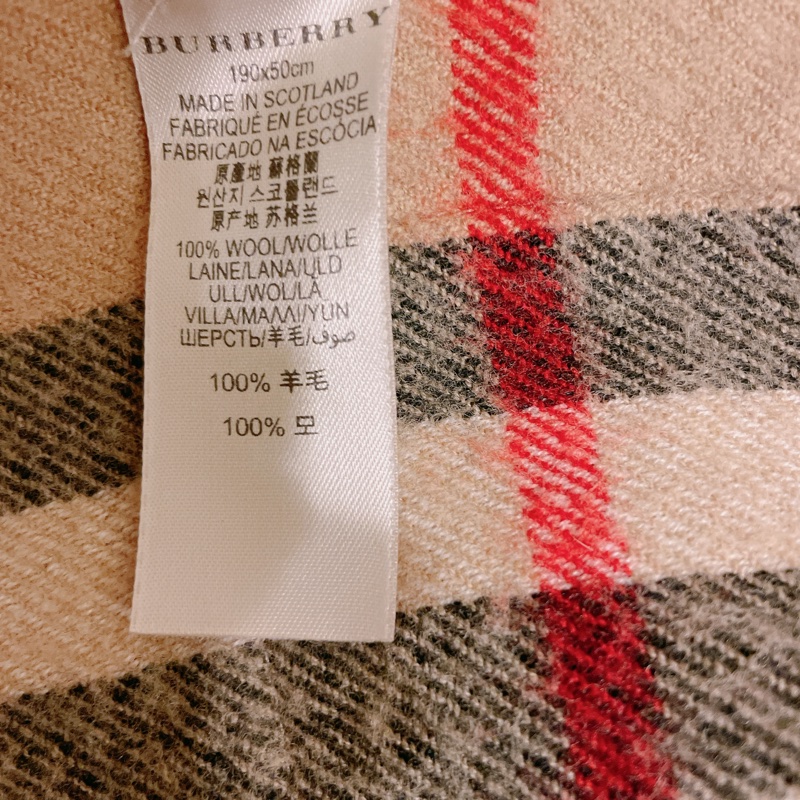 BURBERRY
190x50cm
MADE IN SCOTLAND
FABRIQUÉ EN ÉCOSSE
FABRICADO NA ESCÓCIA
原產地 蘇格蘭
원산지 스코틀랜드
原产地 苏格兰
100% WOOL/WOLLE
LAINE/LANA/ULD
ULL/WOL/LÃ
VILLA/ΜΑΛΛΙ/YÜN
ШЕРСТЬ/羊毛/صوف
100% 羊毛
100% 모